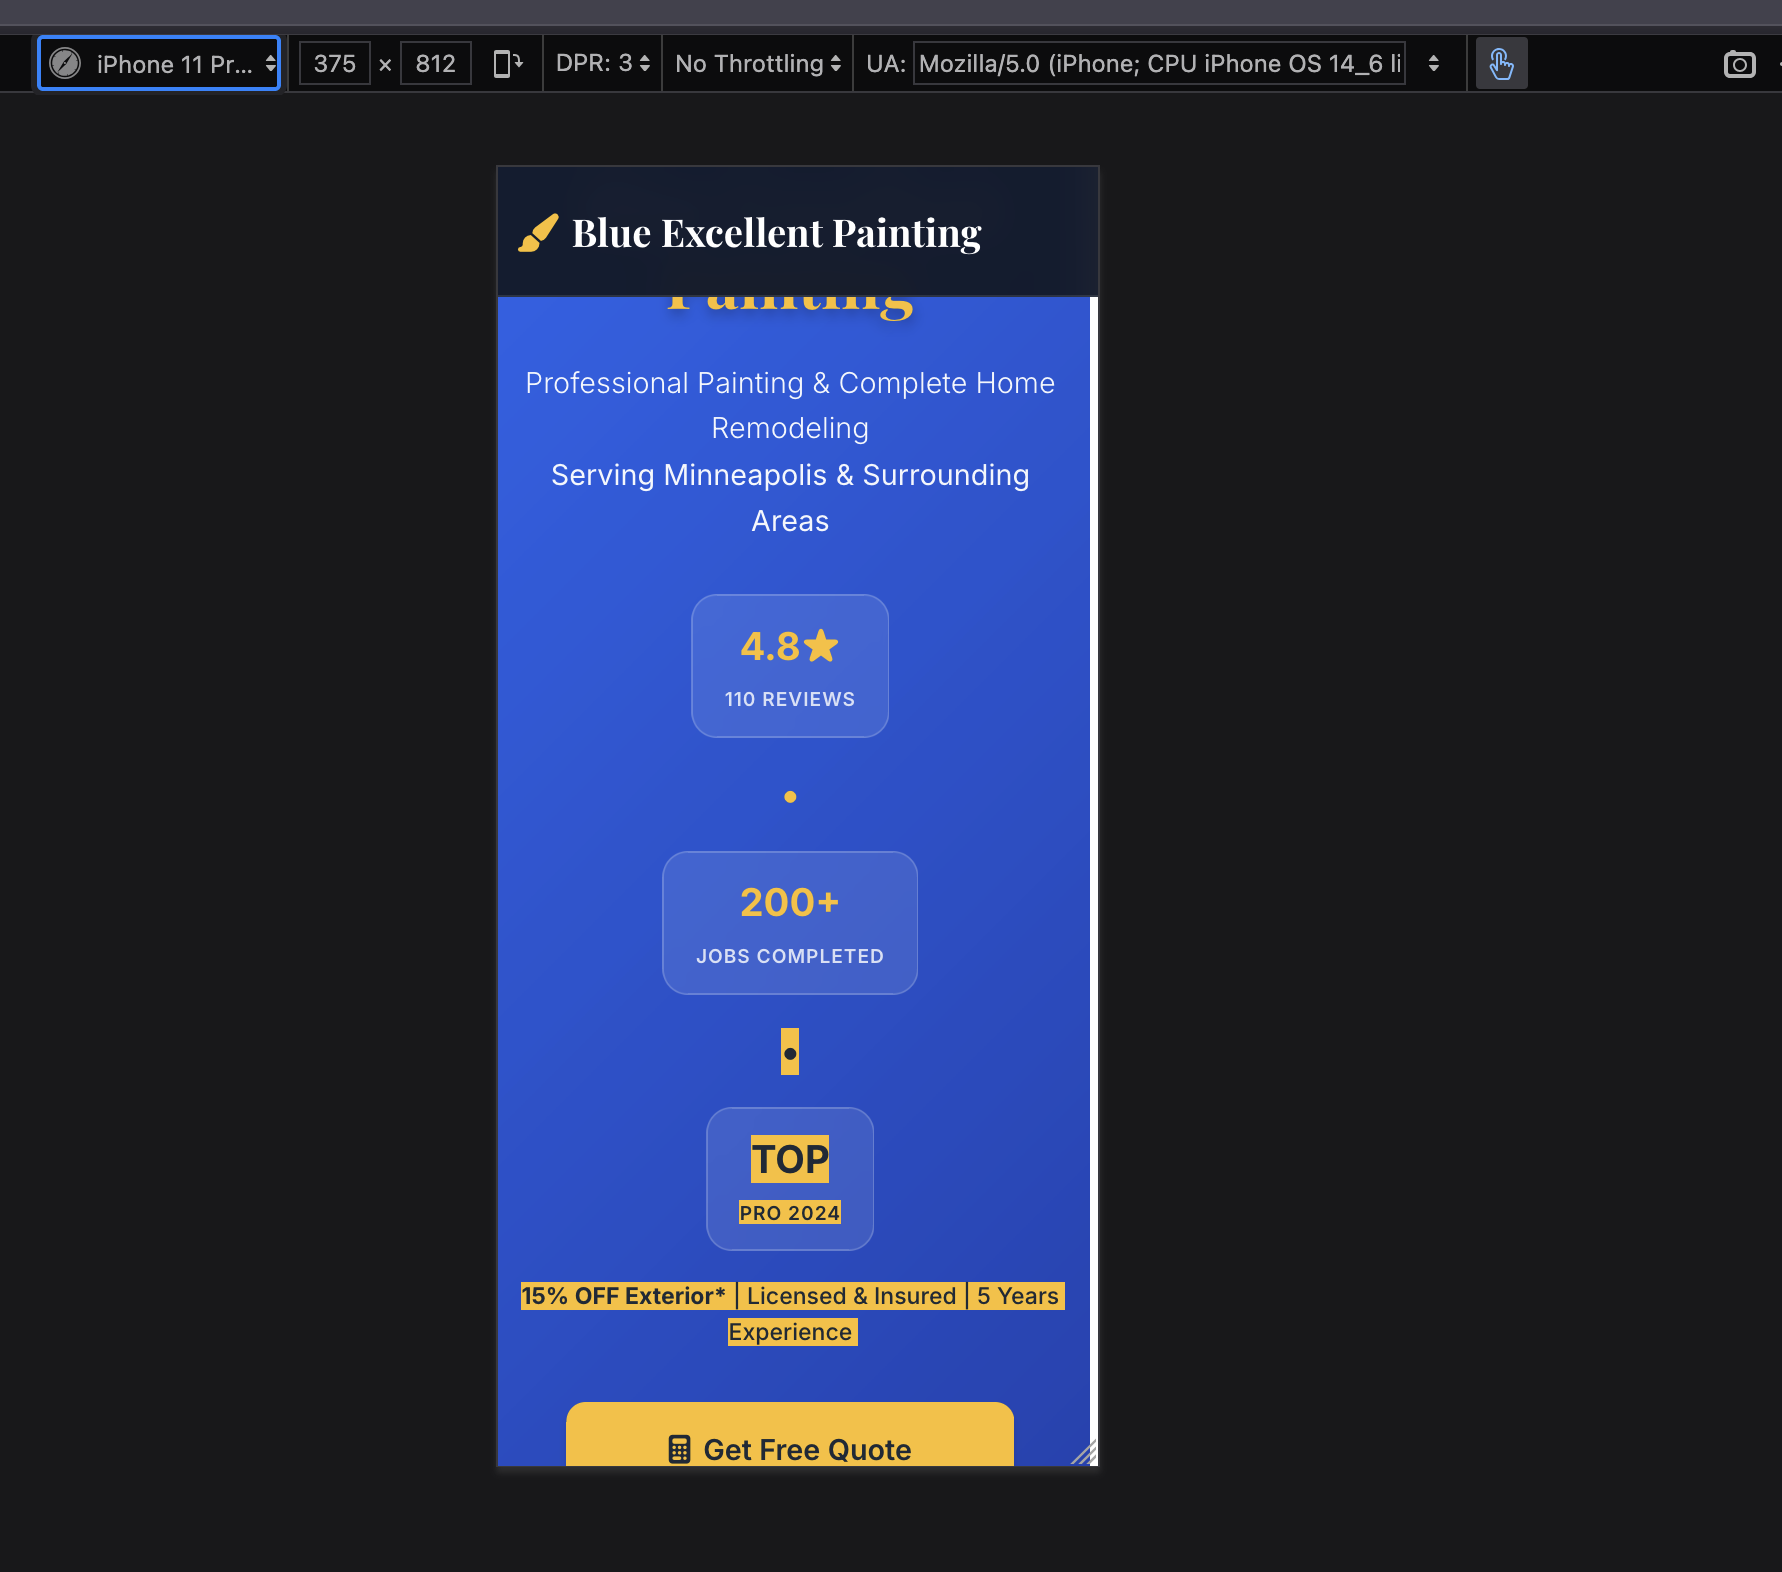 iPhone 11 Pr...
375 × 812
DPR: 3
No Throttling
UA: Mozilla/5.0 (iPhone; CPU iPhone OS 14_6 li
Blue Excellent Painting
Painting
Professional Painting & Complete Home
Remodeling
Serving Minneapolis & Surrounding
Areas
4.8★
110 REVIEWS
•
200+
JOBS COMPLETED
•
TOP
PRO 2024
15% OFF Exterior* | Licensed & Insured | 5 Years
Experience
Get Free Quote